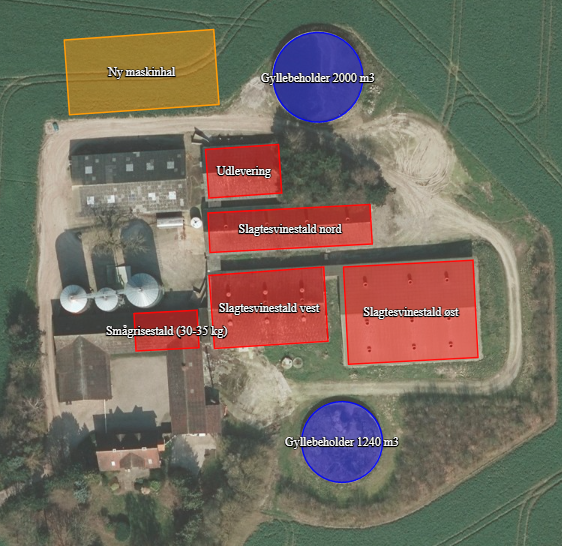 Ny maskinhal
Gyllebeholder 2000 m3
Udlevering
Slagtesvinestald nord
Slagtesvinestald vest
Slagtesvinestald øst
Smågrisestald (30-35 kg)
Gyllebeholder 1240 m3